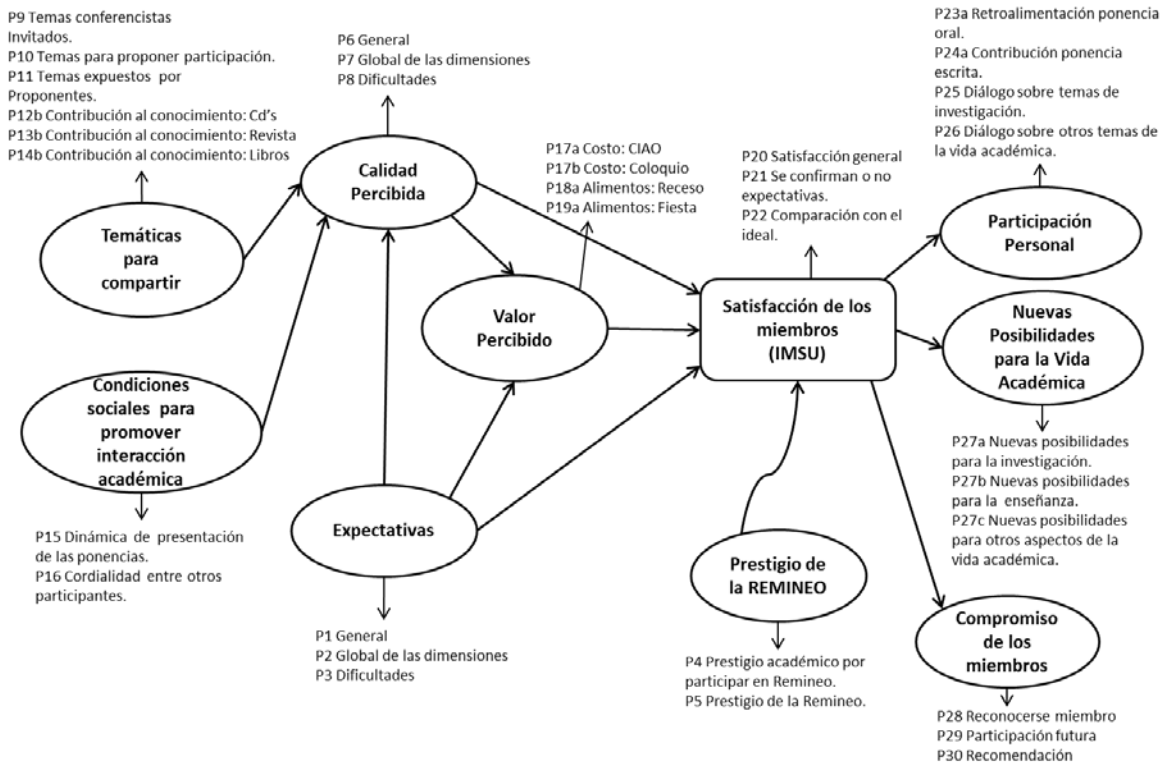 P9 Temas conferencistas
Invitados.
P10 Temas para proponer participación.
P11 Temas expuestos por
Proponentes.
P12b Contribución al conocimiento: Cd's
P13b Contribución al conocimiento: Revista
P14b Contribución al conocimiento: Libros
P6 General
P7 Global de las dimensiones
P8 Dificultades
P23a Retroalimentación ponencia
oral.
P24a Contribución ponencia
escrita.
P25 Diálogo sobre temas de
investigación.
P26 Diálogo sobre otros temas de
la vida académica.
P17a Costo: CIAO
P17b Costo: Coloquio
P18a Alimentos: Receso
P19a Alimentos: Fiesta
P20 Satisfacción general
P21 Se confirman o no
expectativas.
P22 Comparación con el
ideal.
Calidad
Percibida
Temáticas
para
compartir
Participación
Personal
Valor
Percibido
Satisfacción de los
miembros
(IMSU)
Nuevas
Posibilidades
para la Vida
Académica
Condiciones
sociales para
promover
interacción
académica
P27a Nuevas posibilidades
para la investigación.
P27b Nuevas posibilidades
para la enseñanza.
P27c Nuevas posibilidades
para otros aspectos de la
vida académica.
Expectativas
P15 Dinámica de presentación
de las ponencias.
P16 Cordialidad entre otros
participantes.
Prestigio de
la REMINEO
Compromiso
de los
miembros
P1 General
P2 Global de las dimensiones
P3 Dificultades
P4 Prestigio académico por
participar en Remineo.
P5 Prestigio de la Remineo.
P28 Reconocerse miembro
P29 Participación futura
P30 Recomendación